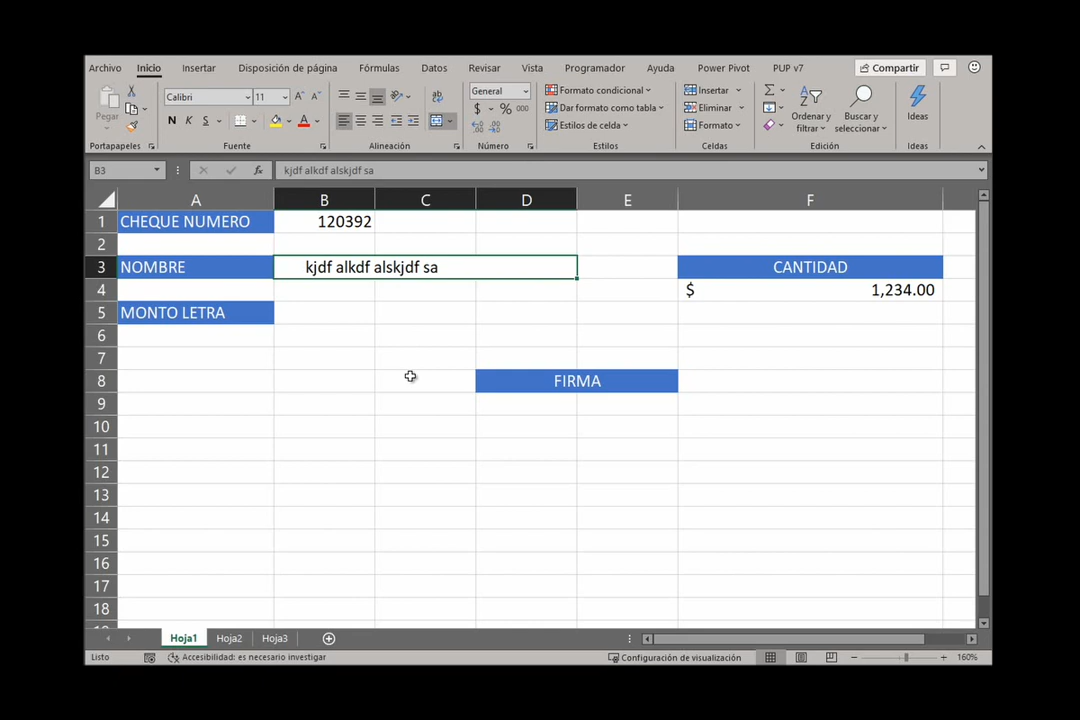 Archivo Inicio Insertar Disposición de página Fórmulas Datos Revisar Vista Programador Ayuda Power Pivot PUP v7 Compartir
Pegar
Calibri 11
N K S
A A
ab
General
$ % 000
Formato condicional
Dar formato como tabla
Estilos de celda
Insertar
Eliminar
Formato
Ordenar y
filtrar
Buscar y
seleccionar
Ideas
Portapapeles Fuente Alineación Número Estilos Celdas Edición Ideas
B3 fx kjdf alkdf alskjdf sa
A B C D E F
1 CHEQUE NUMERO 120392
2
3 NOMBRE kjdf alkdf alskjdf sa CANTIDAD
4 $ 1,234.00
5 MONTO LETRA
6
7
8 FIRMA
9
10
11
12
13
14
15
16
17
18
Hoja1 Hoja2 Hoja3
Listo Accesibilidad: es necesario investigar Configuración de visualización 160%